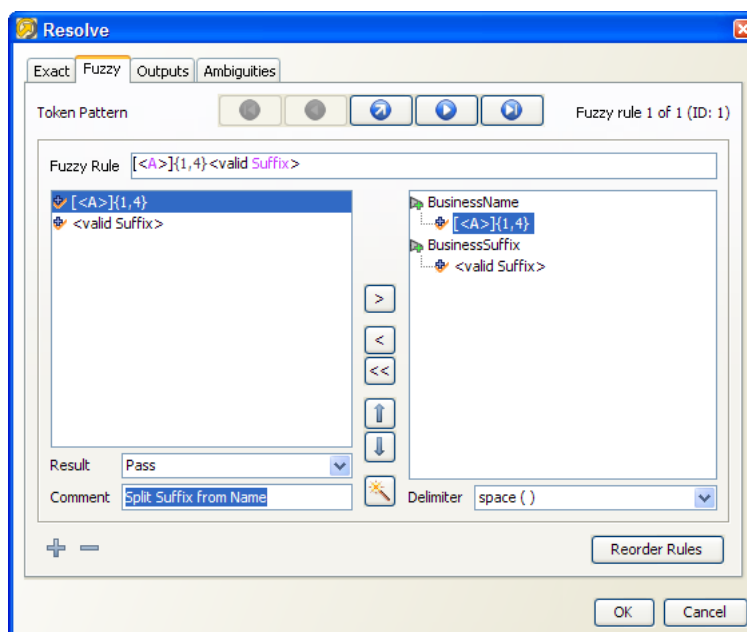 Resolve
Exact Fuzzy Outputs Ambiguities
Token Pattern Fuzzy rule 1 of 1 (ID: 1)
Fuzzy Rule [<A>]{1,4}<valid Suffix>
[<A>]{1,4} BusinessName
<valid Suffix> [<A>]{1,4}
BusinessSuffix
<valid Suffix>
>
<
<<
Result Pass
Comment Split Suffix from Name Delimiter space ( )
Reorder Rules
OK Cancel